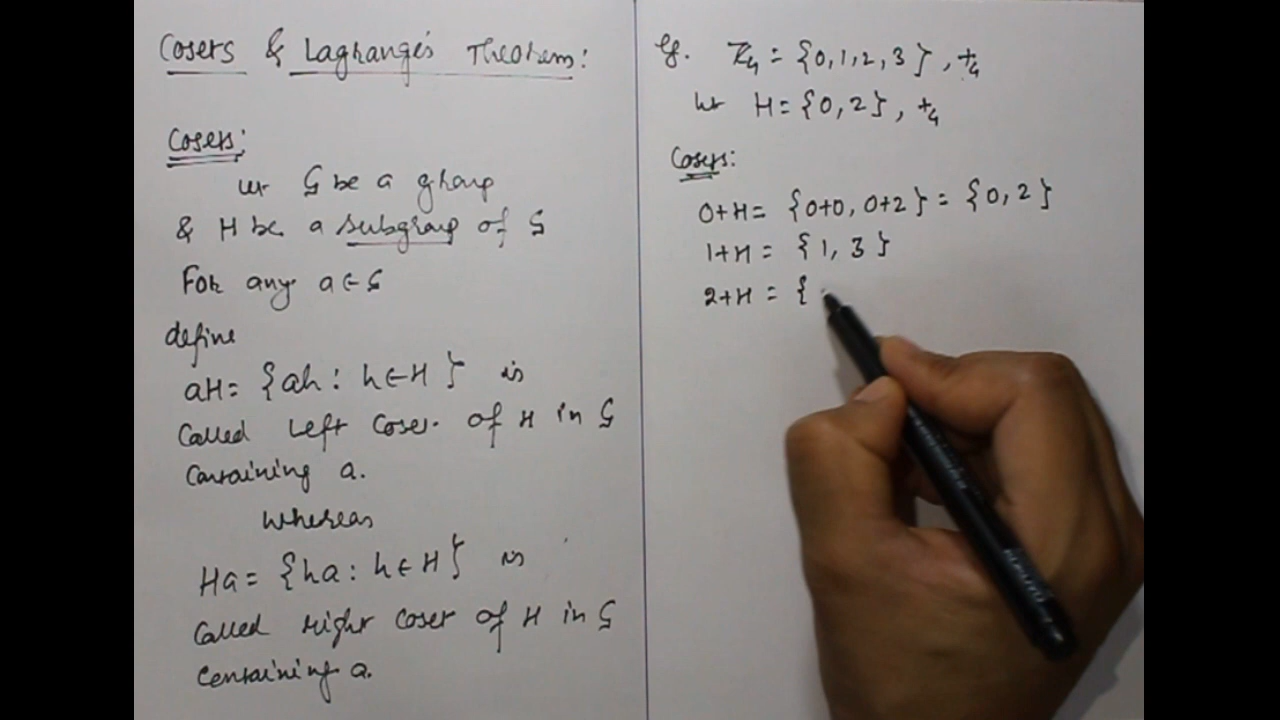 Cosets & Lagrange's Theorem:
Cosets:
Let G be a group
& H be a subgroup of G
For any a∈G
define
aH = {ah : h∈H} is
Called Left Coset of H in G
Containing a.
Whereas
Ha = {ha : h∈H} is
Called right Coset of H in G
Containing a.
Eg. Z₄ = {0,1,2,3}, +₄
let H = {0,2}, +₄
Cosets:
0+H = {0+0, 0+2} = {0,2}
1+H = {1,3}
2+H = {